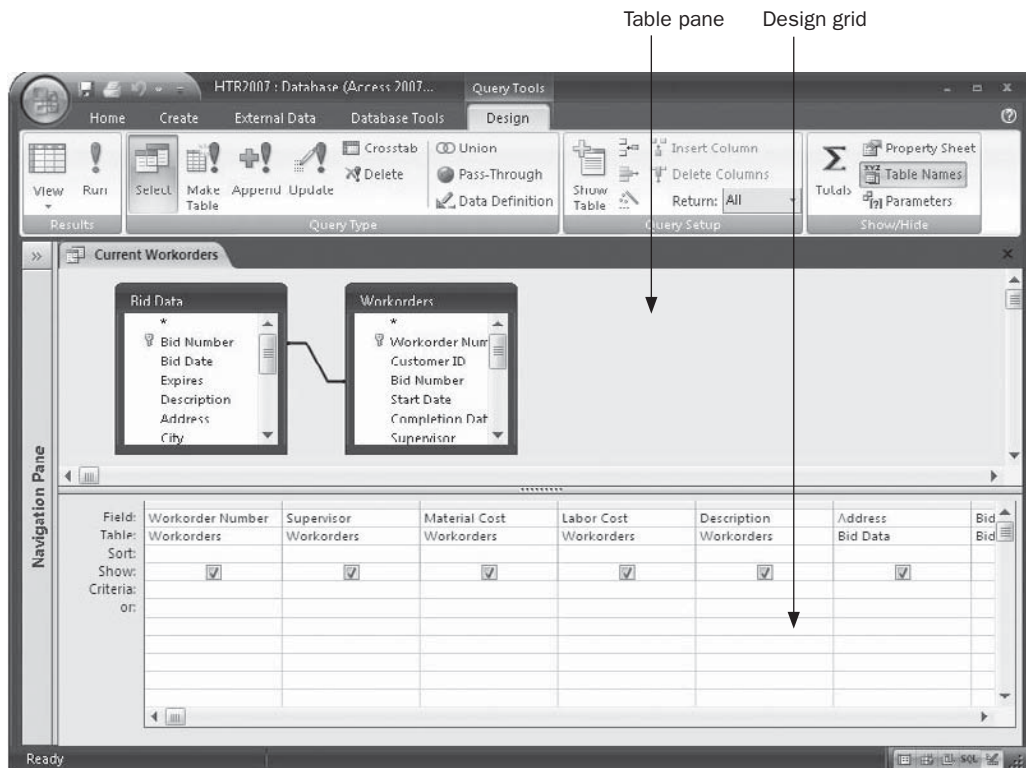 Table pane Design grid
HTR2007 : Database (Access 2007... Query Tools
Home Create External Data Database Tools Design
View
Run
Select
Make Table
Append
Update
Crosstab
Delete
Union
Pass-Through
Data Definition
Show Table
Insert Column
Delete Columns
Return: All
Totals
Property Sheet
Table Names
Parameters
Results Query Type Query Setup Show/Hide
Current Workorders
Navigation Pane
Bid Data
*
Bid Number
Bid Date
Expires
Description
Address
City
Workorders
*
Workorder Num
Customer ID
Bid Number
Start Date
Completion Dat
Supervisor
Field: Workorder Number Supervisor Material Cost Labor Cost Description Address Bid
Table: Workorders Workorders Workorders Workorders Workorders Bid Data Bid
Sort:
Show:
Criteria:
or:
Ready SQL